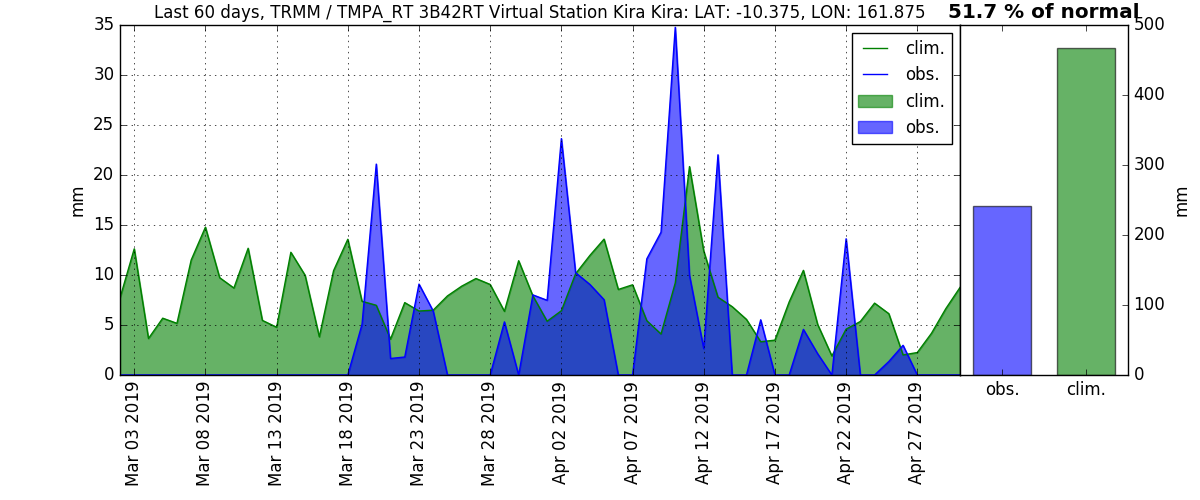 Last 60 days, TRMM / TMPA_RT 3B42RT Virtual Station Kira Kira: LAT: -10.375, LON: 161.875
51.7 % of normal
35
30
25
20
15
10
5
0
mm
clim.
obs.
clim.
obs.
500
400
300
200
100
0
mm
obs.
clim.
Mar 03 2019
Mar 08 2019
Mar 13 2019
Mar 18 2019
Mar 23 2019
Mar 28 2019
Apr 02 2019
Apr 07 2019
Apr 12 2019
Apr 17 2019
Apr 22 2019
Apr 27 2019